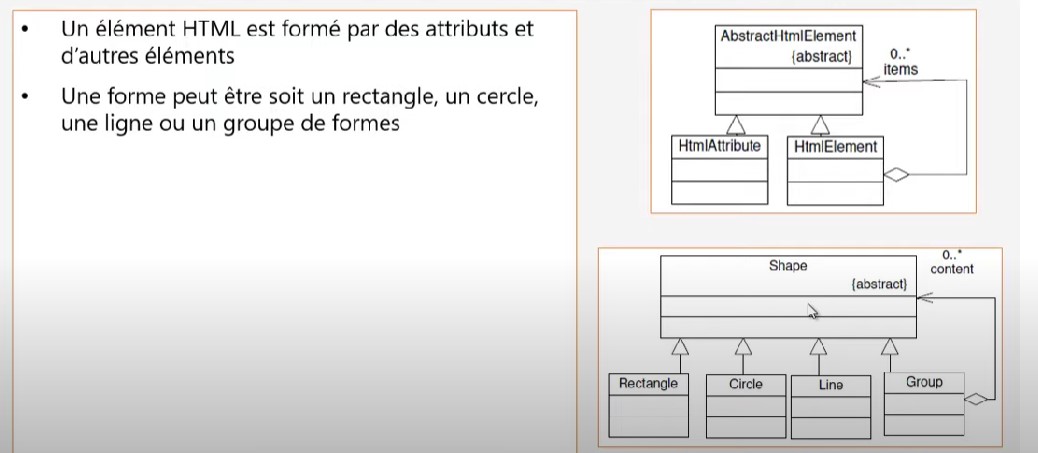 • Un élément HTML est formé par des attributs et
d'autres éléments
• Une forme peut être soit un rectangle, un cercle,
une ligne ou un groupe de formes
AbstractHtmlElement
{abstract}
0..*
items
HtmlAttribute
HtmlElement
0..*
content
Shape
{abstract}
Rectangle
Circle
Line
Group